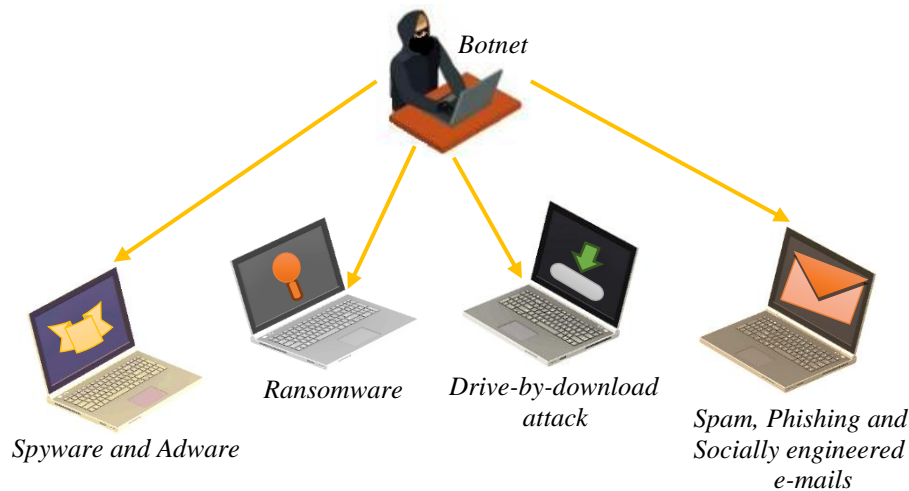 Botnet
Ransomware
Drive-by-download
attack
Spyware and Adware
Spam, Phishing and
Socially engineered
e-mails